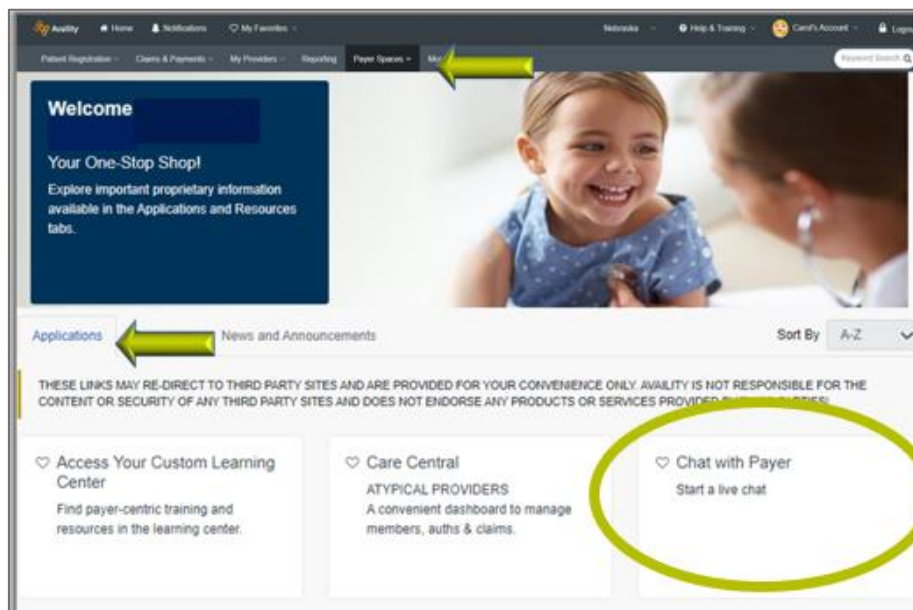 Availity Home Notifications My Favorites Nebraska Help & Training Carol's Account
Patient Registration Claims & Payments My Providers Reporting Payer Spaces Keyword Search
Welcome
Your One-Stop Shop!
Explore important proprietary information
available in the Applications and Resources
tabs.
Applications News and Announcements Sort By A-Z
THESE LINKS MAY RE-DIRECT TO THIRD PARTY SITES AND ARE PROVIDED FOR YOUR CONVENIENCE ONLY. AVAILITY IS NOT RESPONSIBLE FOR THE
CONTENT OR SECURITY OF ANY THIRD PARTY SITES AND DOES NOT ENDORSE ANY PRODUCTS OR SERVICES
Access Your Custom Learning
Center
Find payer-centric training and
resources in the learning center.
Care Central
ATYPICAL PROVIDERS
A convenient dashboard to manage
members, auths & claims.
Chat with Payer
Start a live chat